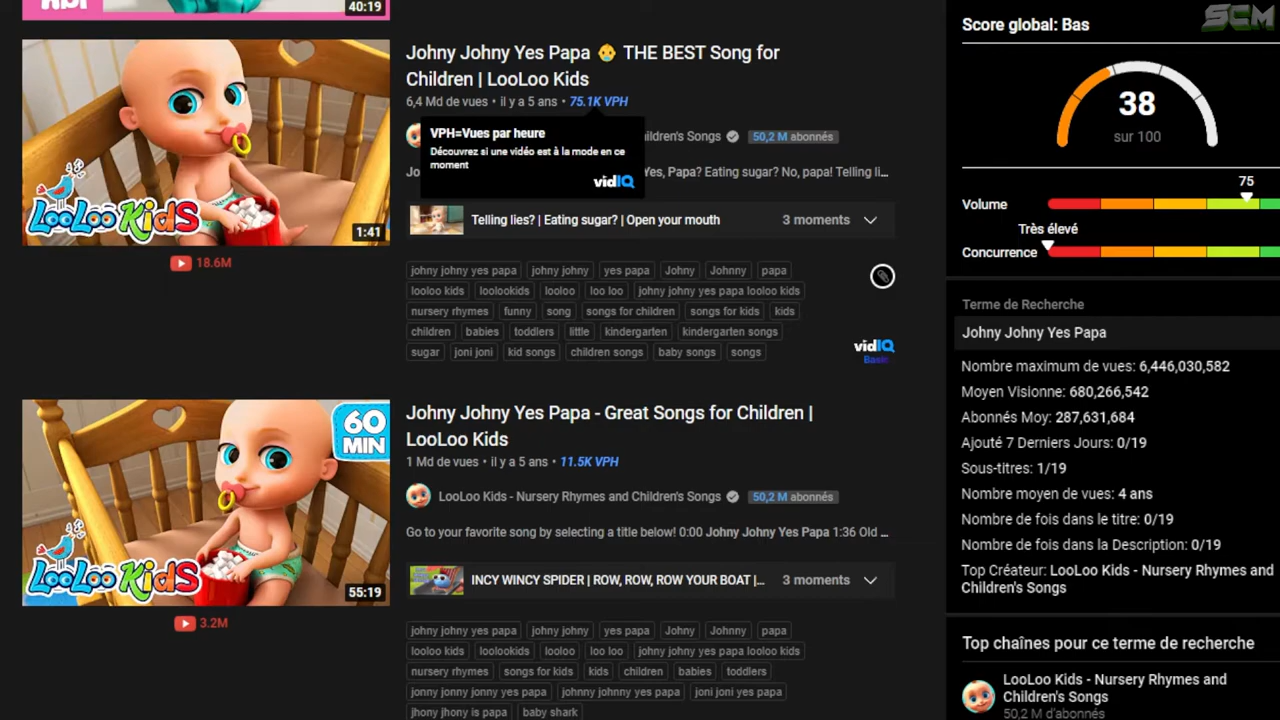 40:19
Johny Johny Yes Papa 👶 THE BEST Song for
Children | LooLoo Kids
6,4 Md de vues • il y a 5 ans • 75.1K VPH
VPH=Vues par heure
Découvrez si une vidéo est à la mode en ce
moment
vidIQ
ildren's Songs
50,2 M abonnés
Yes, Papa? Eating sugar? No, papa! Telling li...
LooLoo KidS
1:41
Telling lies? | Eating sugar? | Open your mouth
3 moments
18.6M
johny johny yes papa
johny johny
yes papa
Johny
Johnny
papa
looloo kids
loolookids
looloo
loo loo
johny johny yes papa looloo kids
nursery rhymes
funny
song
songs for children
songs for kids
kids
children
babies
toddlers
little
kindergarten
kindergarten songs
sugar
joni joni
kid songs
children songs
baby songs
songs
vidIQ
Basic
60
MIN
LooLoo KidS
55:19
3.2M
Johny Johny Yes Papa - Great Songs for Children |
LooLoo Kids
1 Md de vues • il y a 5 ans • 11.5K VPH
LooLoo Kids - Nursery Rhymes and Children's Songs
50,2 M abonnés
Go to your favorite song by selecting a title below! 0:00 Johny Johny Yes Papa 1:36 Old ...
INCY WINCY SPIDER | ROW, ROW, ROW YOUR BOAT |...
3 moments
johny johny yes papa
johny johny
yes papa
Johny
Johnny
papa
looloo kids
loolookids
looloo
loo loo
johny johny yes papa looloo kids
nursery rhymes
songs for kids
kids
children
babies
toddlers
jonny jonny jonny yes papa
johnny johnny yes papa
joni joni yes papa
jhony jhony is papa
baby shark
SCM
Score global: Bas
38
sur 100
75
Volume
Très élevé
Concurrence
Terme de Recherche
Johny Johny Yes Papa
Nombre maximum de vues: 6,446,030,582
Moyen Visionne: 680,266,542
Abonnés Moy: 287,631,684
Ajouté 7 Derniers Jours: 0/19
Sous-titres: 1/19
Nombre moyen de vues: 4 ans
Nombre de fois dans le titre: 0/19
Nombre de fois dans la Description: 0/19
Top Créateur: LooLoo Kids - Nursery Rhymes and
Children's Songs
Top chaînes pour ce terme de recherche
LooLoo Kids - Nursery Rhymes and
Children's Songs
50,2 M d'abonnés